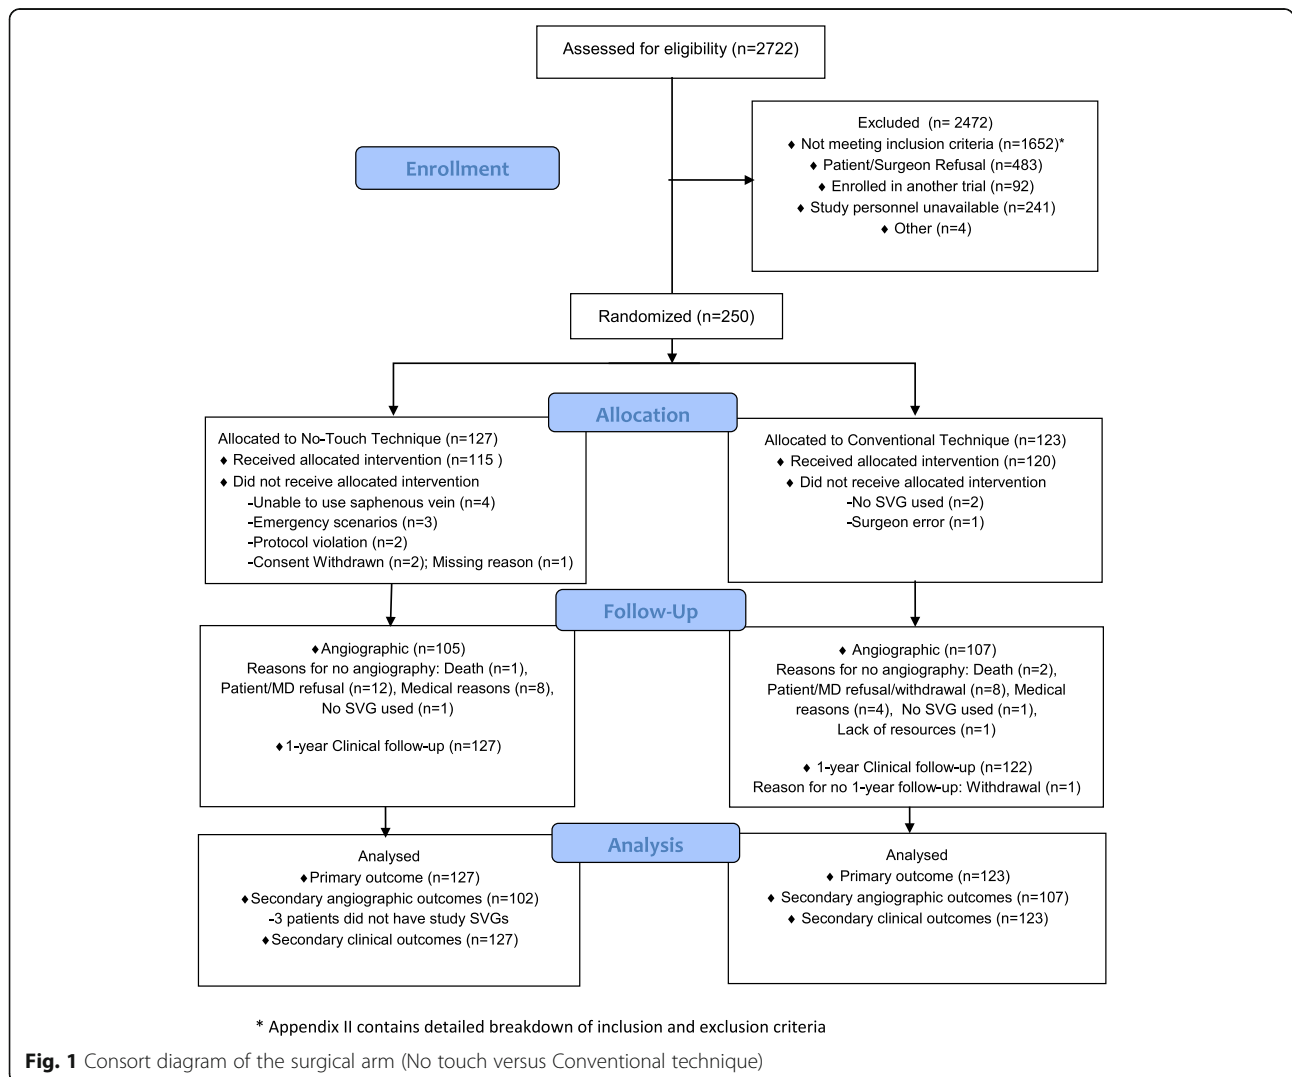 Assessed for eligibility (n=2722)
Excluded (n= 2472)
♦ Not meeting inclusion criteria (n=1652)*
♦ Patient/Surgeon Refusal (n=483)
♦ Enrolled in another trial (n=92)
♦ Study personnel unavailable (n=241)
♦ Other (n=4)
Enrollment
Randomized (n=250)
Allocation
Allocated to No-Touch Technique (n=127)
♦ Received allocated intervention (n=115 )
♦ Did not receive allocated intervention
-Unable to use saphenous vein (n=4)
-Emergency scenarios (n=3)
-Protocol violation (n=2)
-Consent Withdrawn (n=2); Missing reason (n=1)
Allocated to Conventional Technique (n=123)
♦ Received allocated intervention (n=120)
♦ Did not receive allocated intervention
-No SVG used (n=2)
-Surgeon error (n=1)
Follow-Up
♦Angiographic (n=105)
Reasons for no angiography: Death (n=1),
Patient/MD refusal (n=12), Medical reasons (n=8),
No SVG used (n=1)
♦1-year Clinical follow-up (n=127)
♦ Angiographic (n=107)
Reasons for no angiography: Death (n=2),
Patient/MD refusal/withdrawal (n=8), Medical
reasons (n=4), No SVG used (n=1),
Lack of resources (n=1)
♦ 1-year Clinical follow-up (n=122)
Reason for no 1-year follow-up: Withdrawal (n=1)
Analysis
Analysed
♦Primary outcome (n=127)
♦Secondary angiographic outcomes (n=102)
-3 patients did not have study SVGs
♦Secondary clinical outcomes (n=127)
Analysed
♦ Primary outcome (n=123)
♦ Secondary angiographic outcomes (n=107)
♦ Secondary clinical outcomes (n=123)
* Appendix II contains detailed breakdown of inclusion and exclusion criteria
Fig. 1 Consort diagram of the surgical arm (No touch versus Conventional technique)